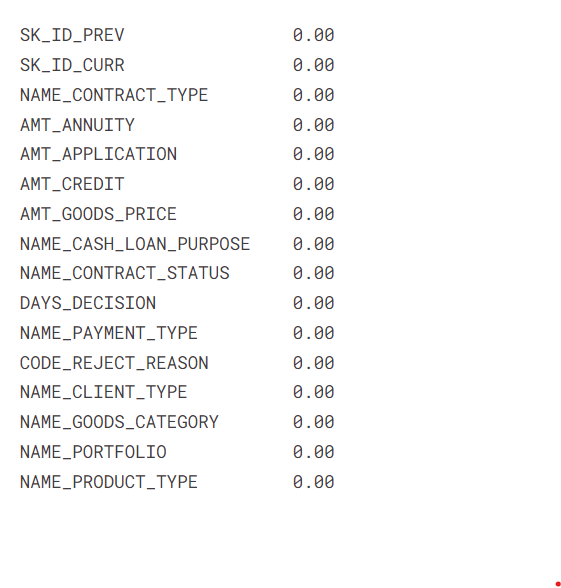 SK_ID_PREV 0.00
SK_ID_CURR 0.00
NAME_CONTRACT_TYPE 0.00
AMT_ANNUITY 0.00
AMT_APPLICATION 0.00
AMT_CREDIT 0.00
AMT_GOODS_PRICE 0.00
NAME_CASH_LOAN_PURPOSE 0.00
NAME_CONTRACT_STATUS 0.00
DAYS_DECISION 0.00
NAME_PAYMENT_TYPE 0.00
CODE_REJECT_REASON 0.00
NAME_CLIENT_TYPE 0.00
NAME_GOODS_CATEGORY 0.00
NAME_PORTFOLIO 0.00
NAME_PRODUCT_TYPE 0.00